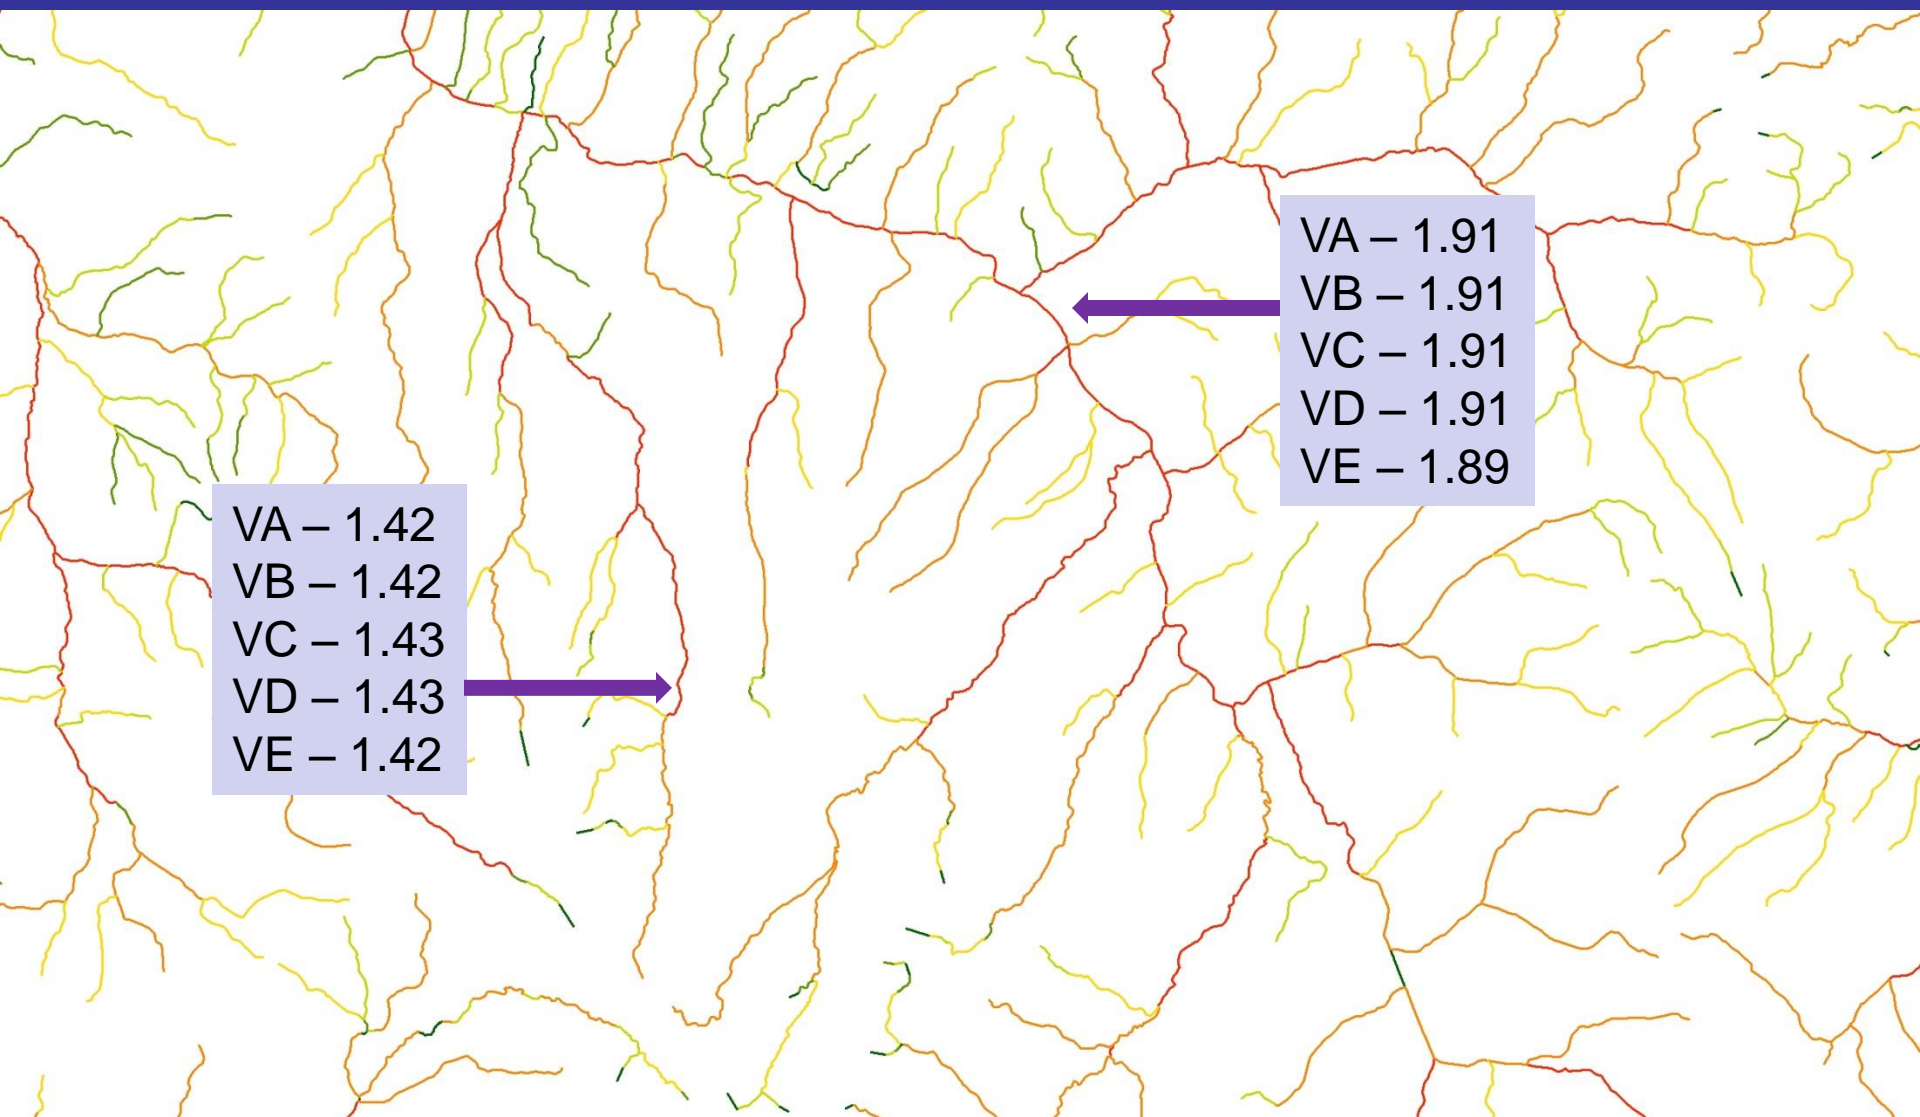 VA – 1.91
VB – 1.91
VC – 1.91
VD – 1.91
VE – 1.89
VA – 1.42
VB – 1.42
VC – 1.43
VD – 1.43
VE – 1.42